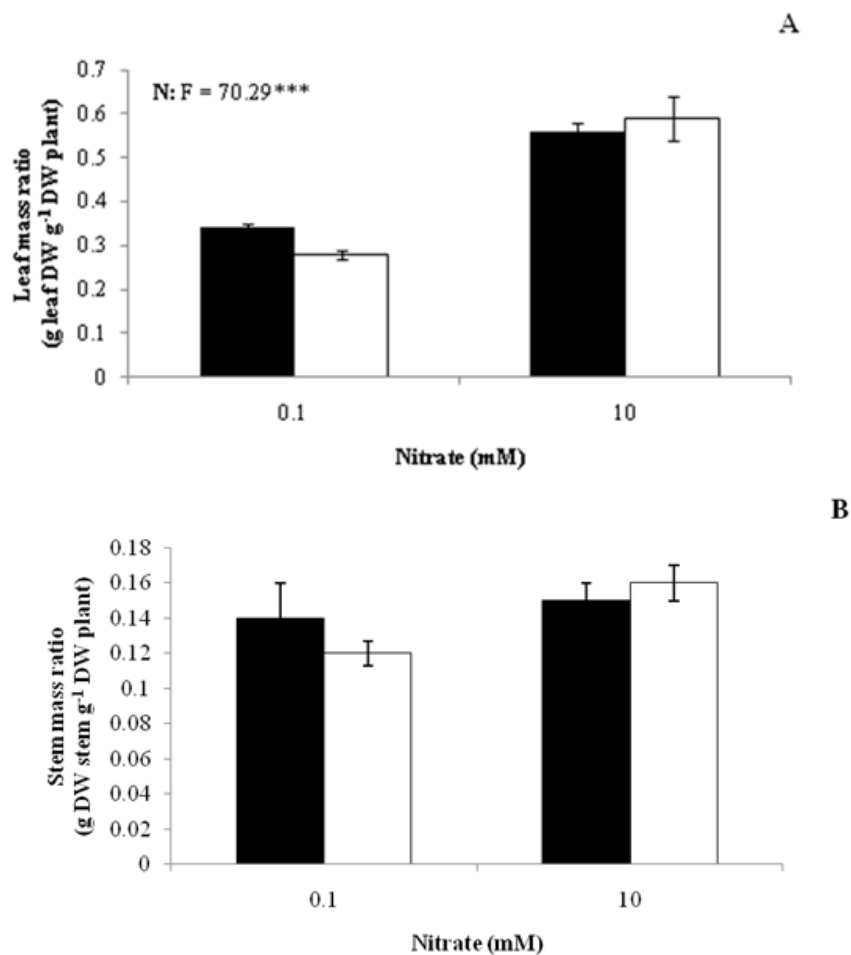 A
N: F = 70.29***
Leaf mass ratio
(g leaf DW g-1 DW plant)
0.7
0.6
0.5
0.4
0.3
0.2
0.1
0
0.1 10
Nitrate (mM)
B
Stem mass ratio
(g DW stem g-1 DW plant)
0.18
0.16
0.14
0.12
0.1
0.08
0.06
0.04
0.02
0
0.1 10
Nitrate (mM)